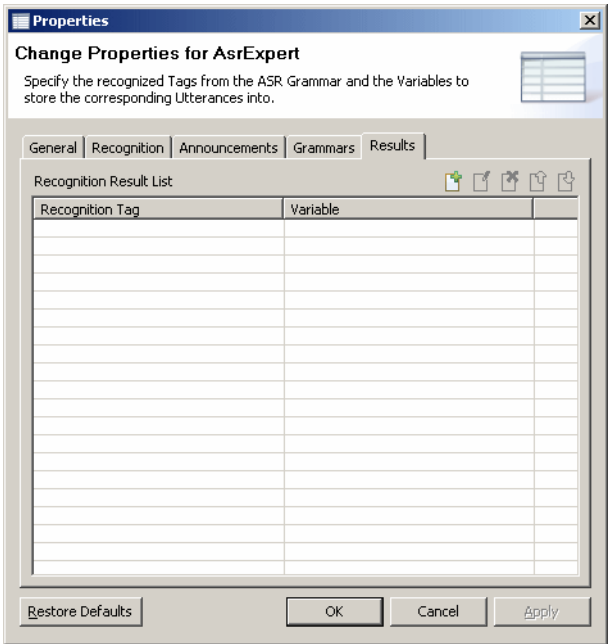 Properties
Change Properties for AsrExpert
Specify the recognized Tags from the ASR Grammar and the Variables to
store the corresponding Utterances into.
General Recognition Announcements Grammars Results
Recognition Result List
Recognition Tag Variable
Restore Defaults OK Cancel Apply